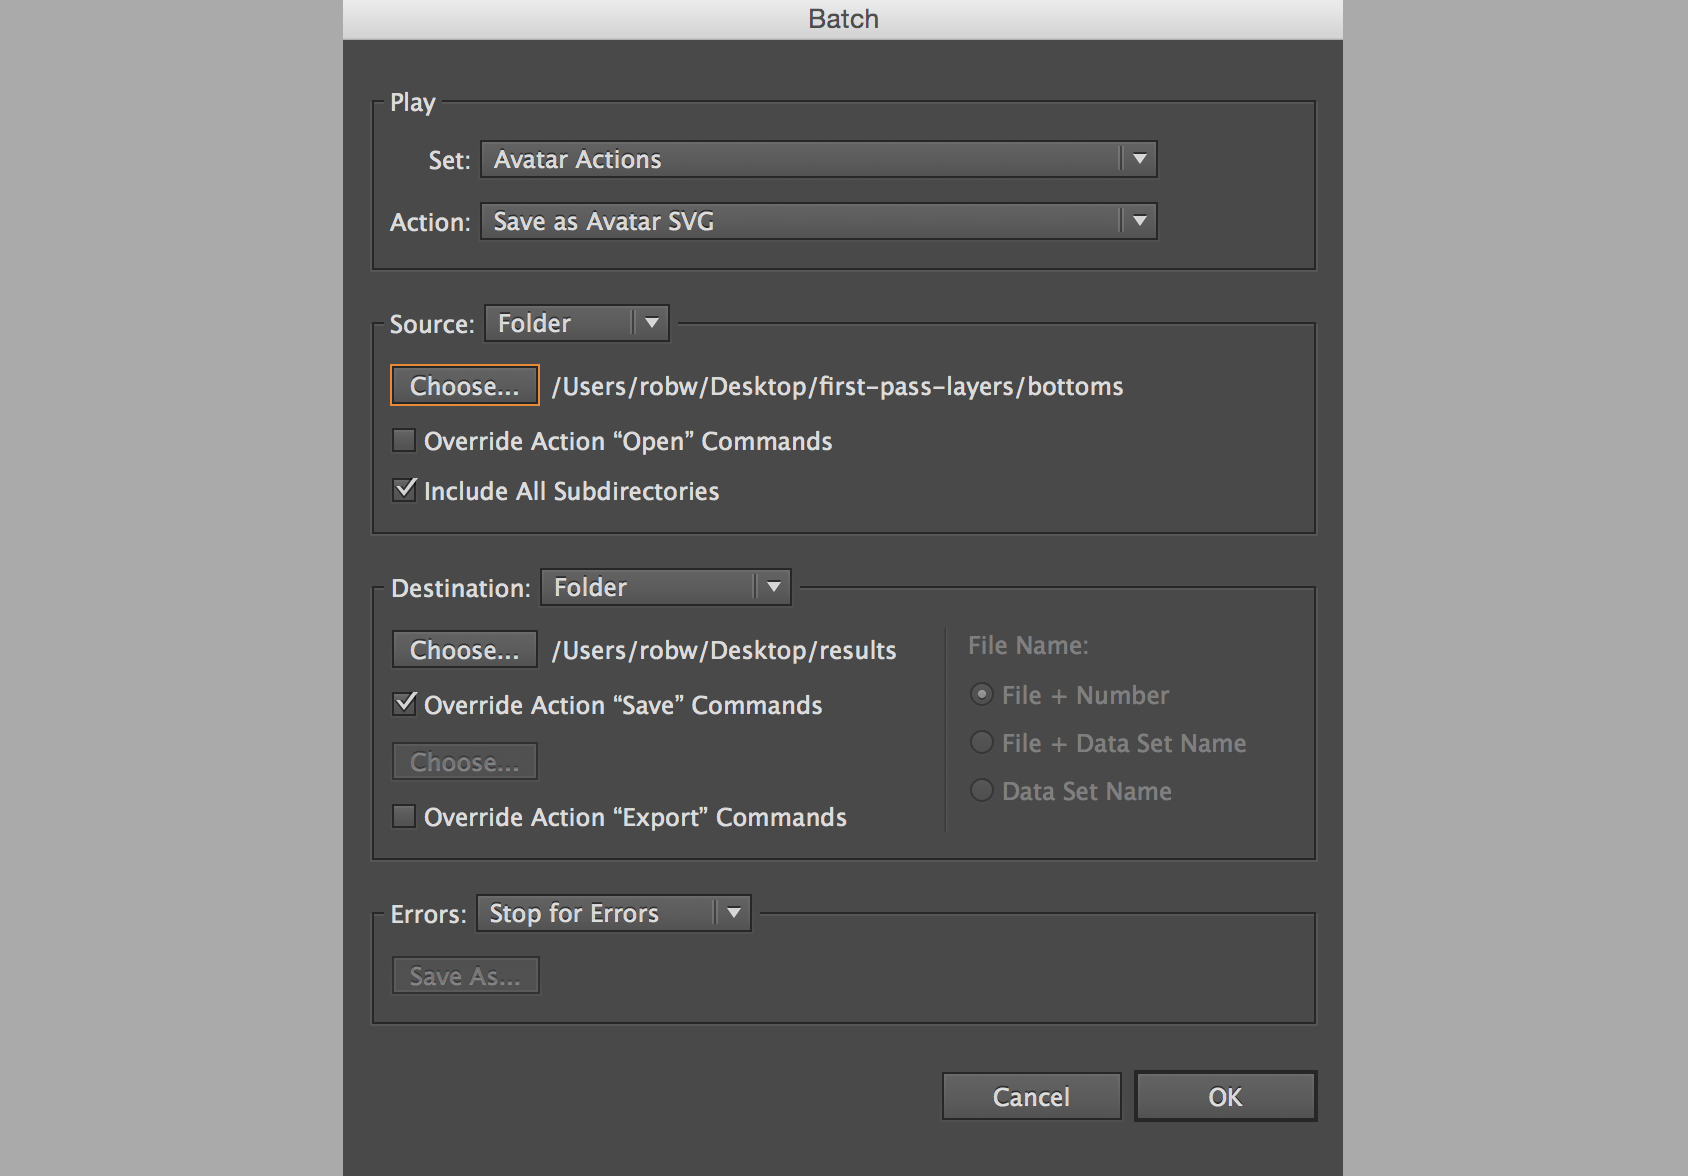 Batch
Play
Set: Avatar Actions
Action: Save as Avatar SVG
Source: Folder
Choose... /Users/robw/Desktop/first-pass-layers/bottoms
Override Action “Open” Commands
Include All Subdirectories
Destination: Folder
Choose... /Users/robw/Desktop/results
Override Action “Save” Commands
Choose...
Override Action “Export” Commands
File Name:
File + Number
File + Data Set Name
Data Set Name
Errors: Stop for Errors
Save As...
Cancel OK